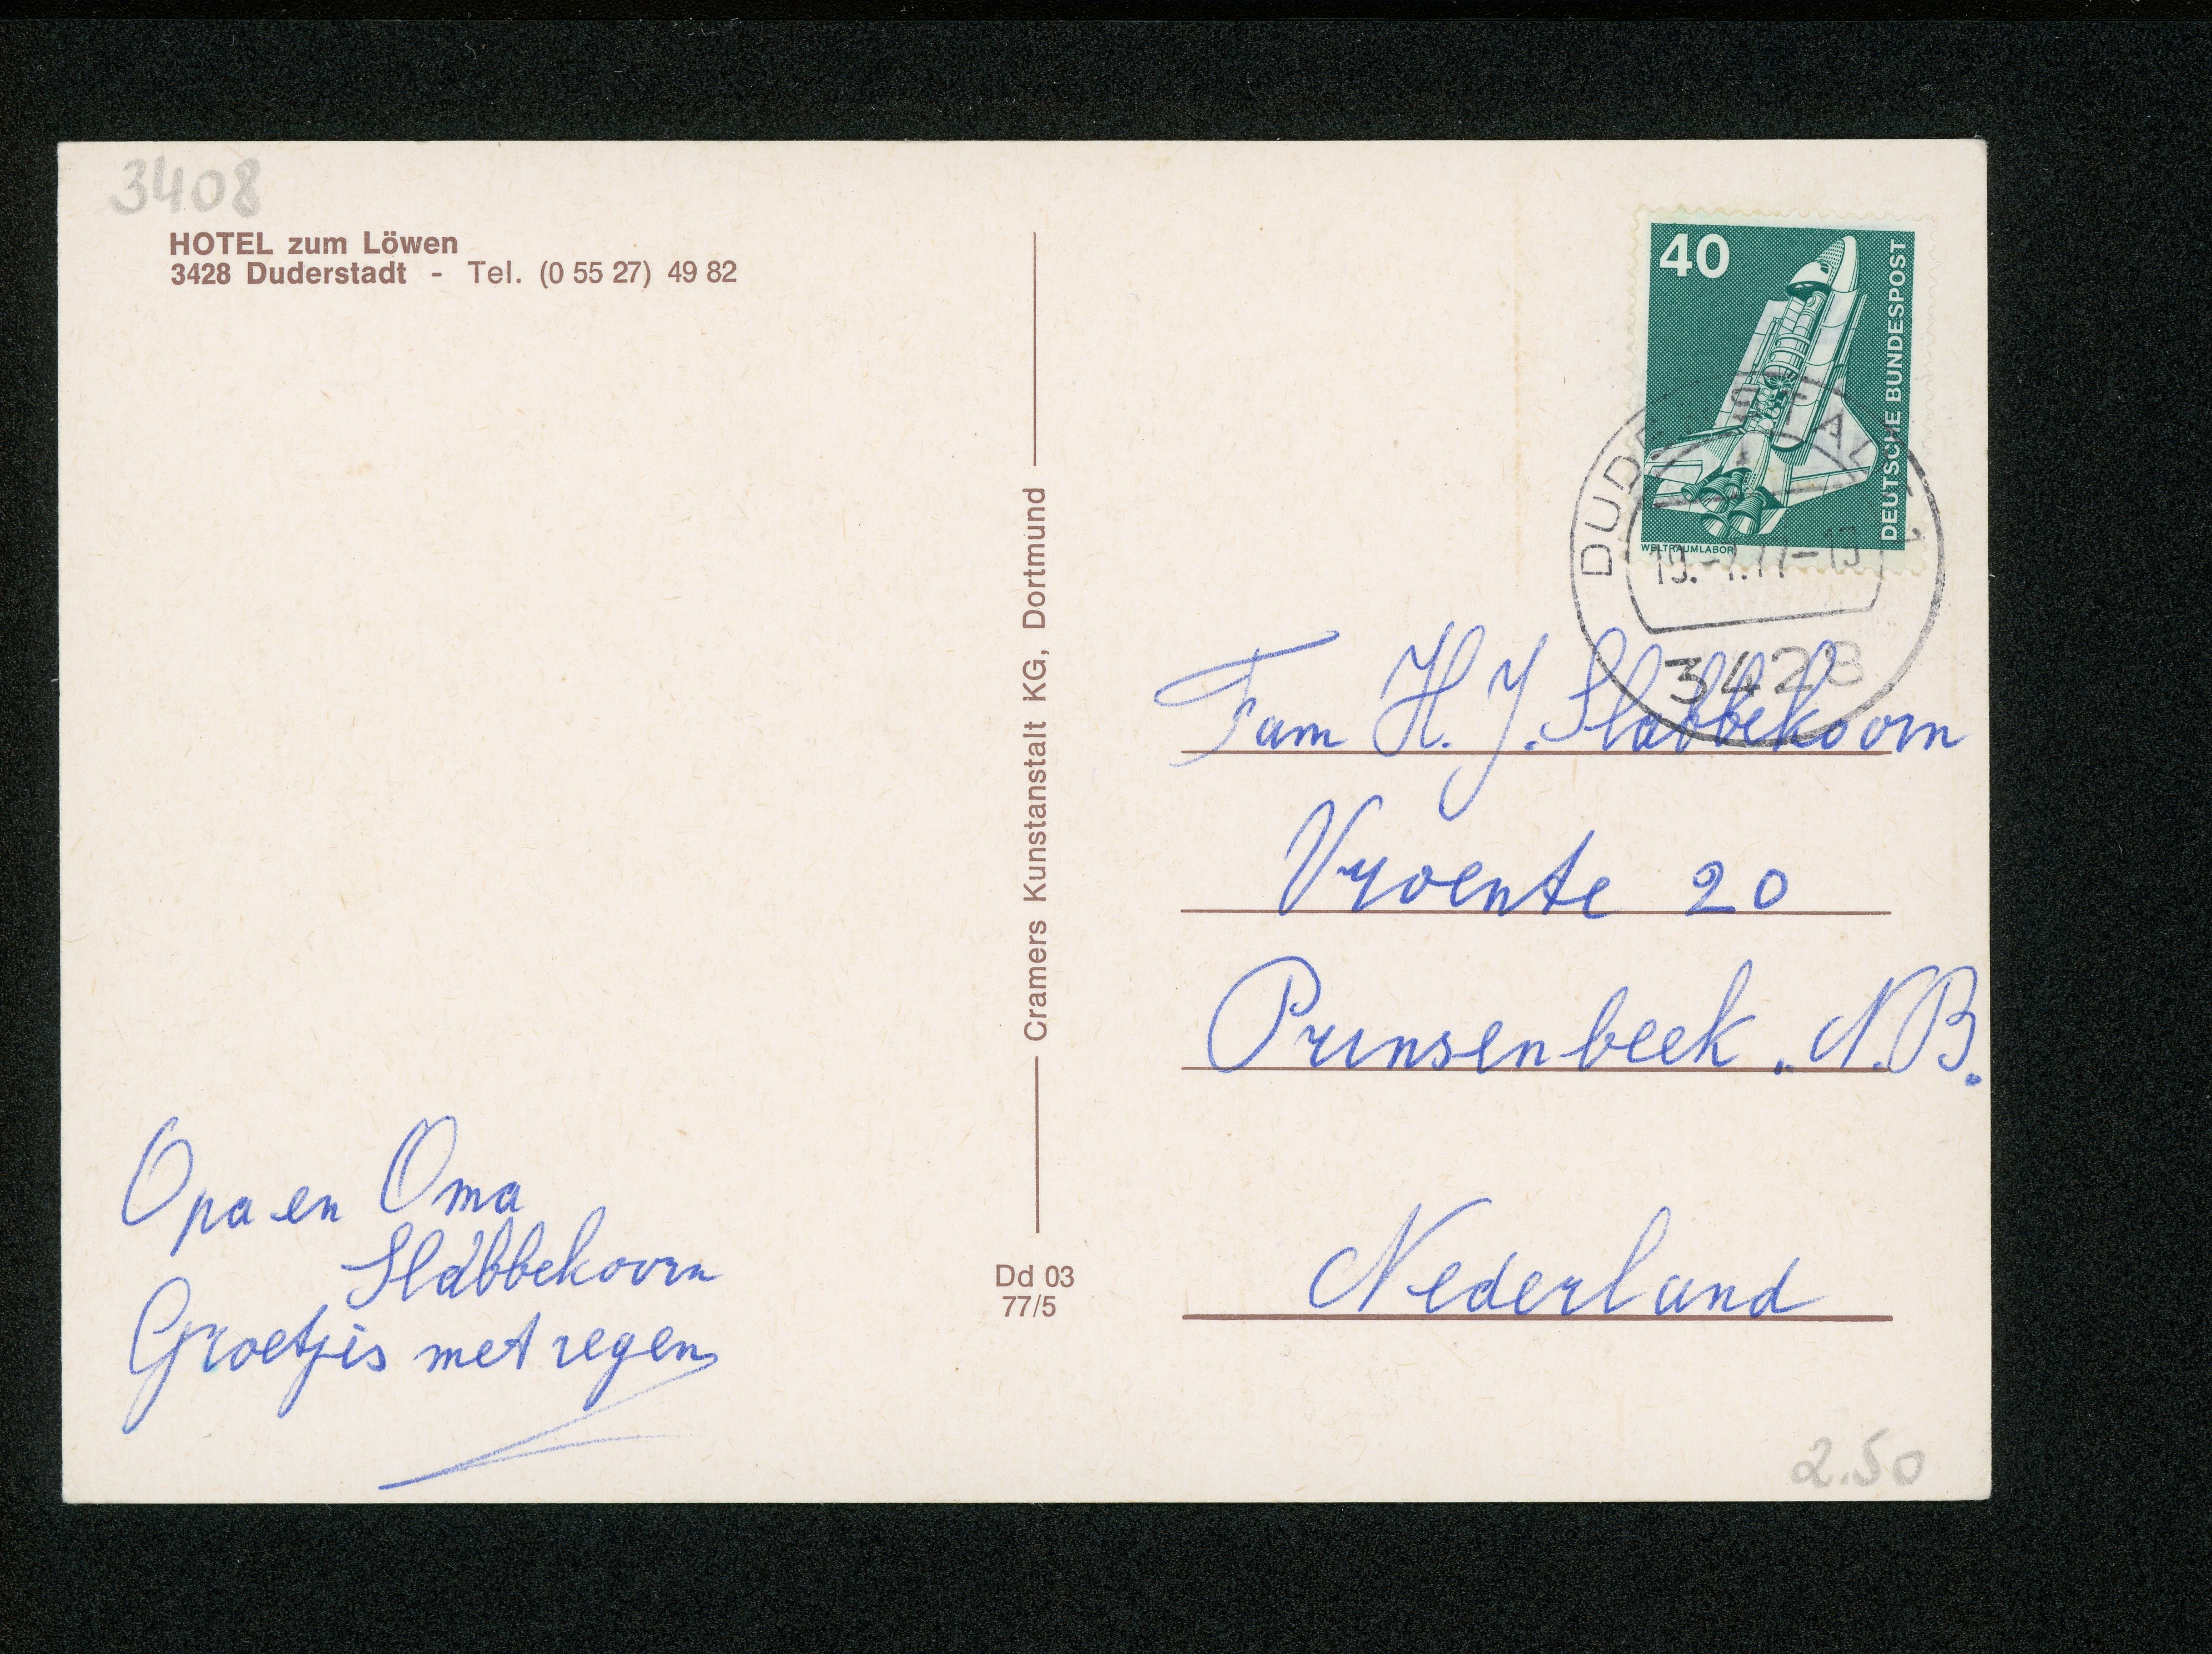 3408
HOTEL zum Löwen
3428 Duderstadt - Tel. (0 55 27) 49 82
Opa en Oma
Slabbekoorn
Groetjes met regen
Cramers Kunstanstalt KG, Dortmund
Dd 03
77/5
40
DEUTSCHE BUNDESPOST
WELTRAUMLABOR
DUDERSTADT 1
3428
Fam H. J. Slabbekoorn
Vroente 20
Prinsenbeek. N.B.
Nederland
2.50